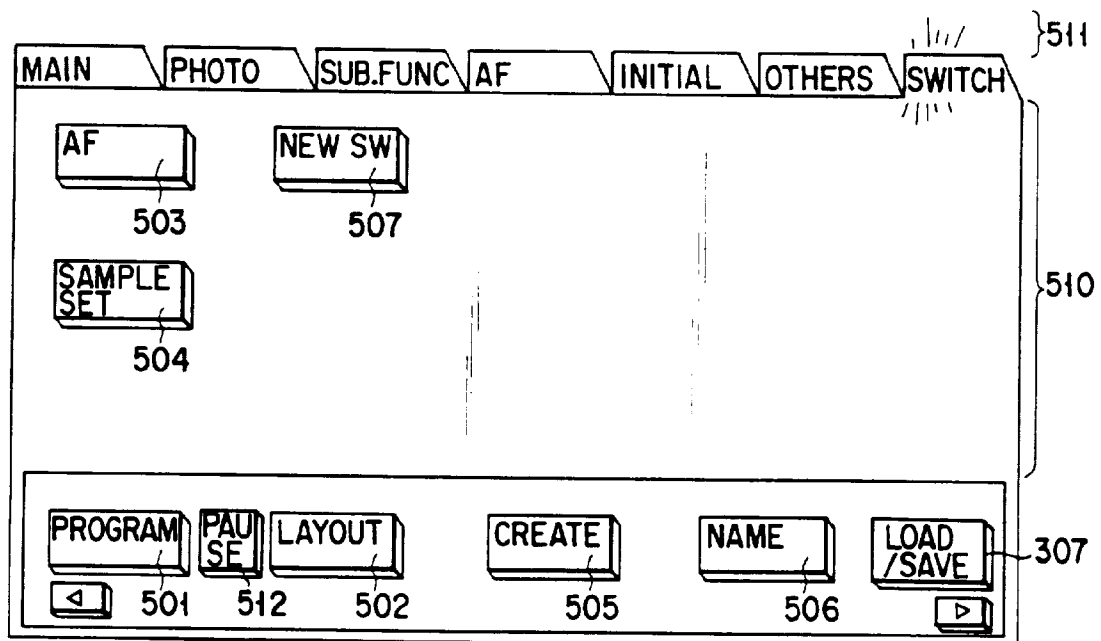 511
MAIN PHOTO SUB.FUNC AF INITIAL OTHERS SWITCH
AF NEW SW
503 507
510
SAMPLE
SET
504
PROGRAM PAU
SE LAYOUT CREATE NAME LOAD
/SAVE 307
501 512 502 505 506